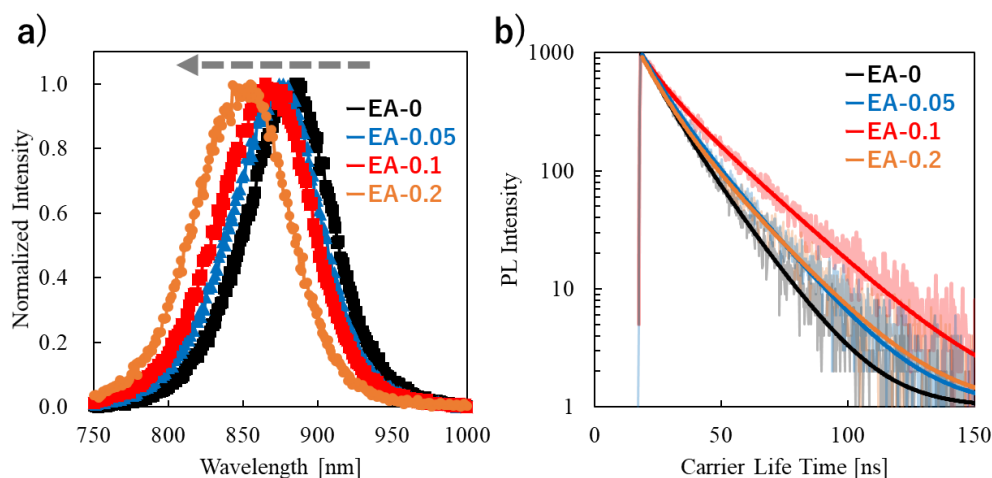 a)
Normalized Intensity
1.0
0.8
0.6
0.4
0.2
0.0
EA-0
EA-0.05
EA-0.1
EA-0.2
750
800
850
900
950
1000
Wavelength [nm]
b)
PL Intensity
1000
100
10
1
EA-0
EA-0.05
EA-0.1
EA-0.2
0
50
100
150
Carrier Life Time [ns]